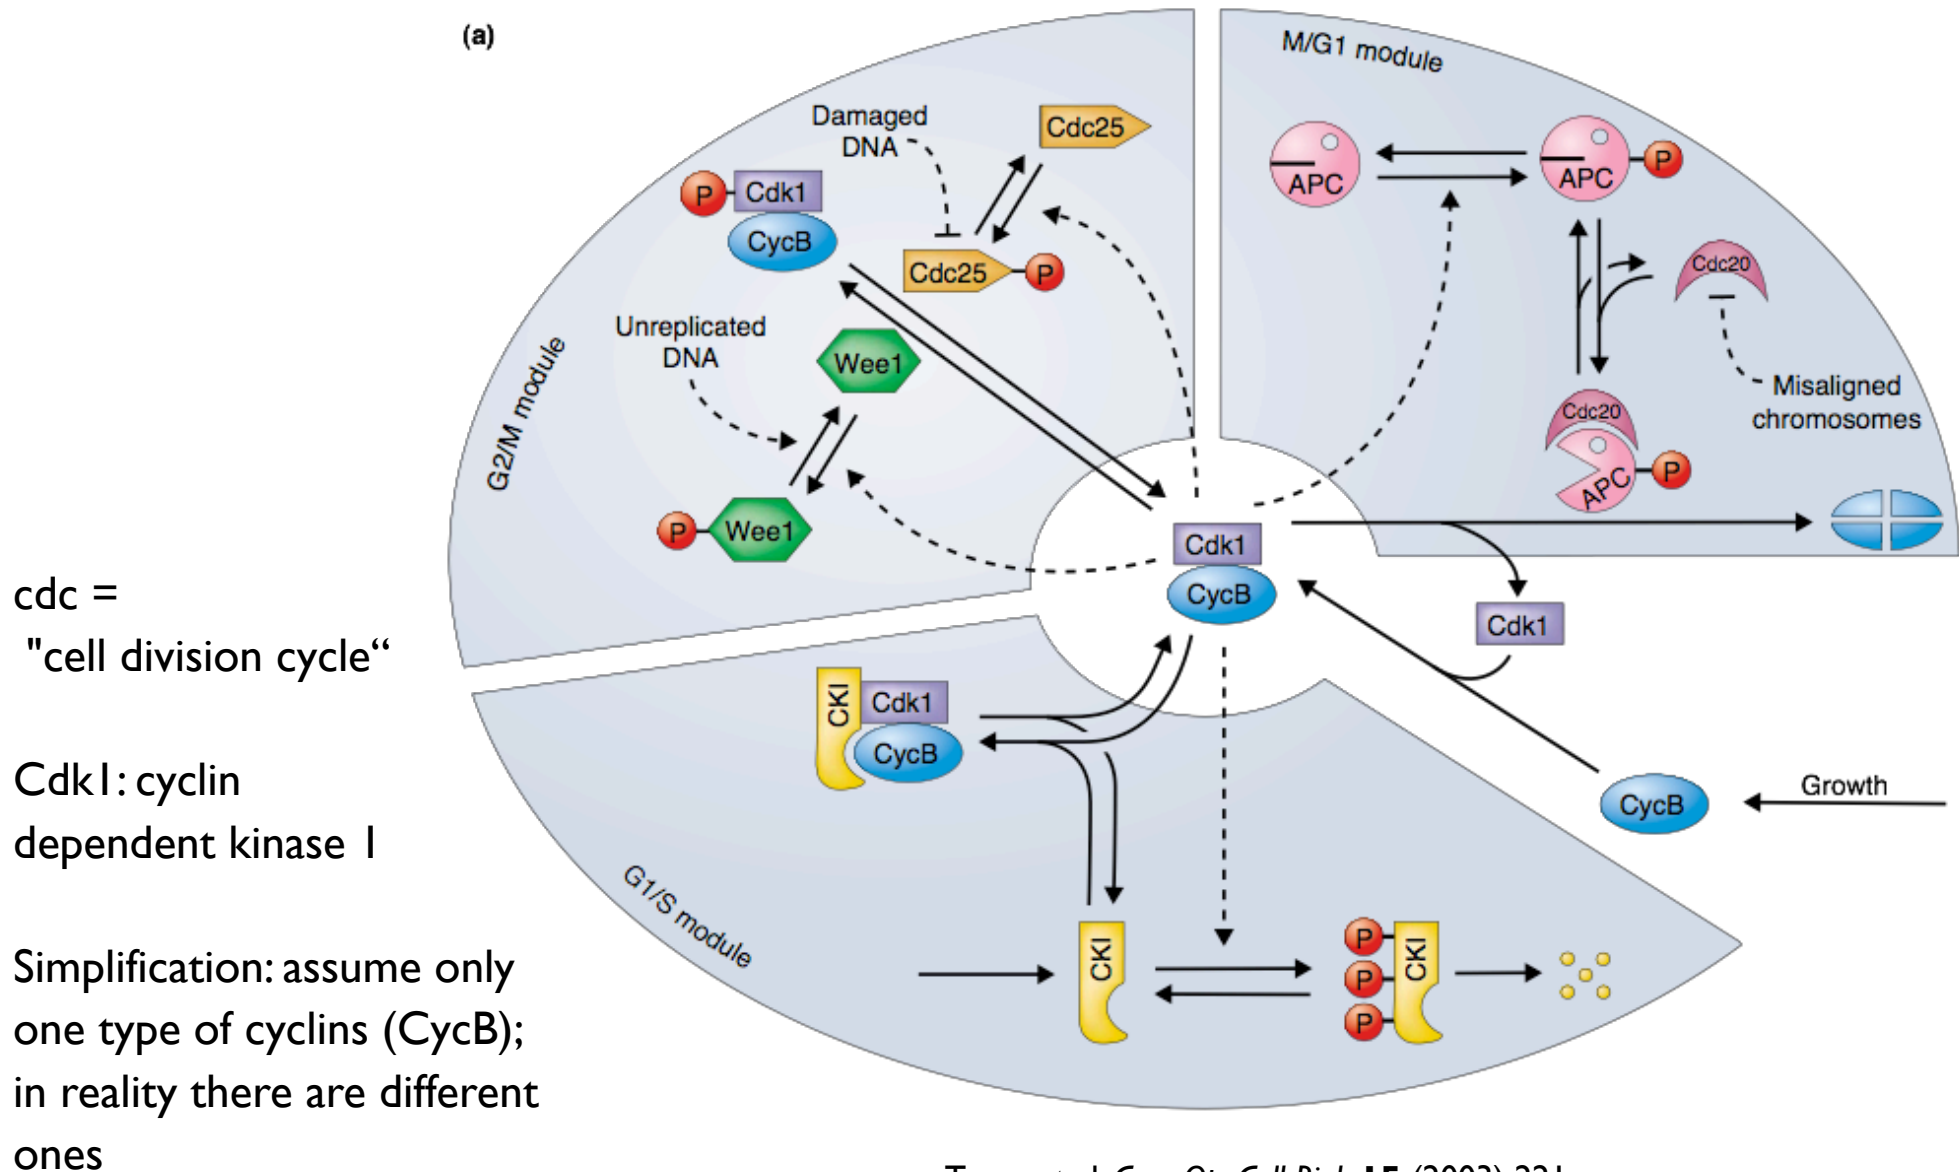 (a)
M/G1 module
Damaged
DNA
Cdc25
P
Cdk1
CycB
Cdc25
P
Unreplicated
DNA
Wee1
G2/M module
P
Wee1
APC
APC
P
Cdc20
Misaligned
chromosomes
Cdc20
APC
P
Cdk1
CycB
Cdk1
CKI
Cdk1
CycB
CycB
Growth
G1/S module
CKI
P
P
P
CKI
cdc =
"cell division cycle“
Cdk1: cyclin
dependent kinase 1
Simplification: assume only
one type of cyclins (CycB);
in reality there are different
ones